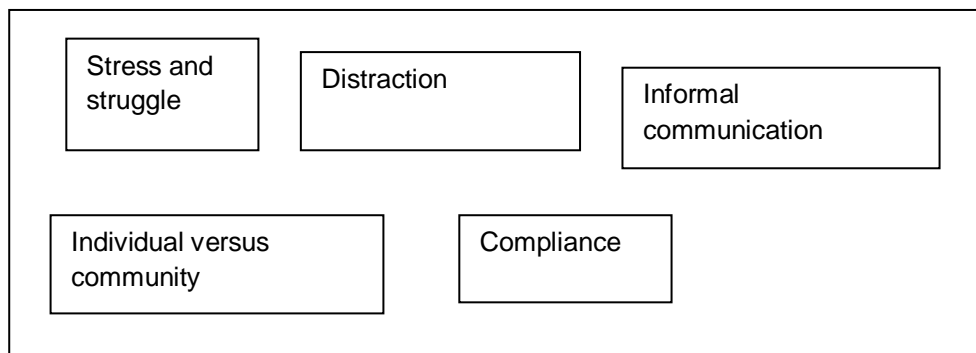 Stress and
struggle
Distraction
Informal
communication
Individual versus
community
Compliance